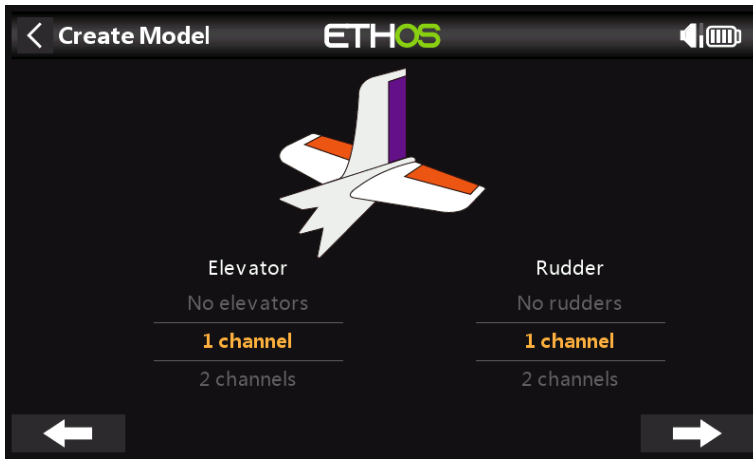 Create Model ETHOS
Elevator Rudder
No elevators No rudders
1 channel 1 channel
2 channels 2 channels